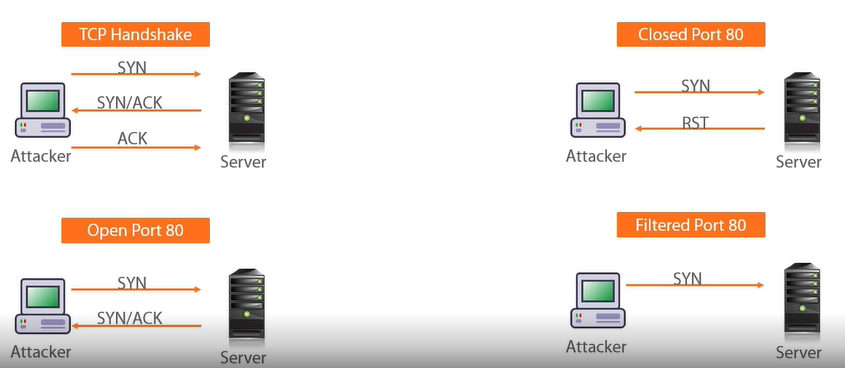 TCP Handshake
SYN
SYN/ACK
ACK
Attacker
Server
Closed Port 80
SYN
RST
Attacker
Server
Open Port 80
SYN
SYN/ACK
Attacker
Server
Filtered Port 80
SYN
Attacker
Server